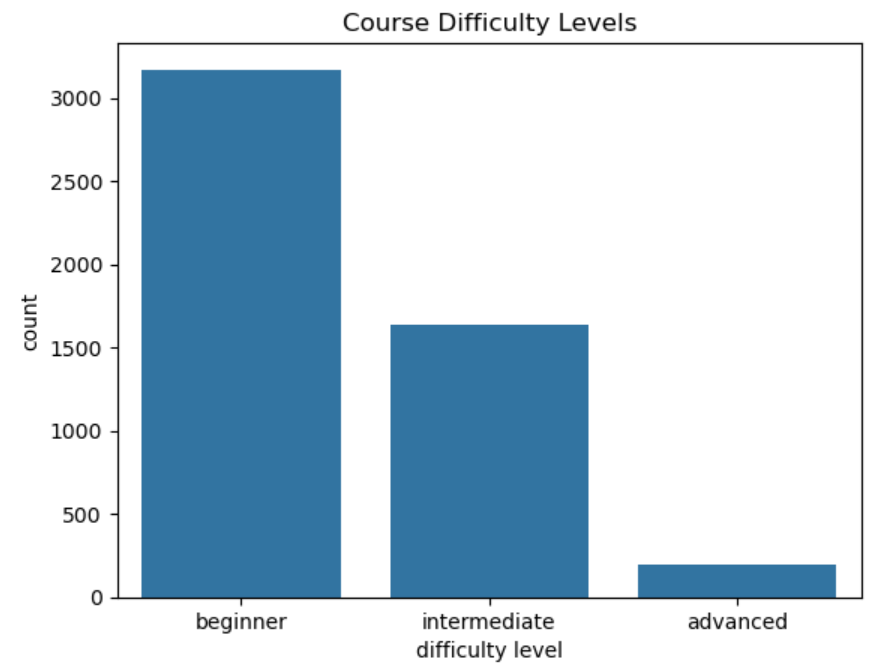 Course Difficulty Levels
3000
2500
2000
1500
1000
500
0
count
beginner intermediate advanced
difficulty level